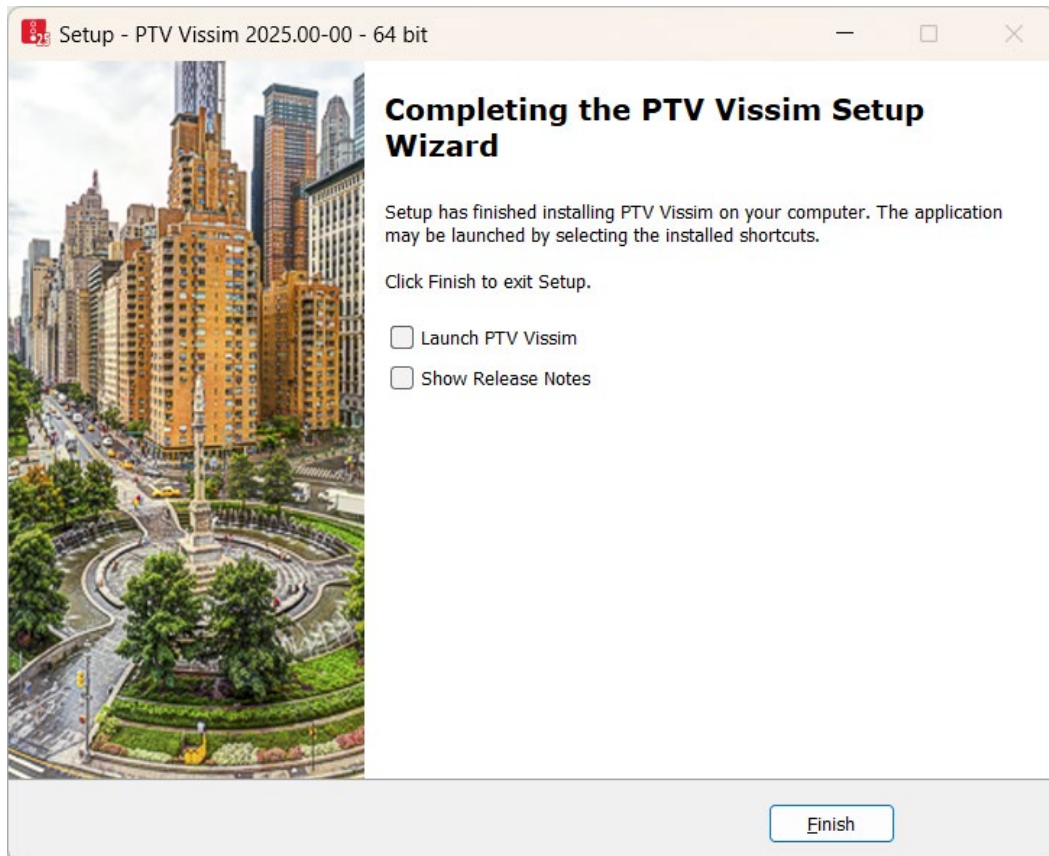 Setup - PTV Vissim 2025.00-00 - 64 bit
Completing the PTV Vissim Setup
Wizard
Setup has finished installing PTV Vissim on your computer. The application
may be launched by selecting the installed shortcuts.
Click Finish to exit Setup.
Launch PTV Vissim
Show Release Notes
Finish